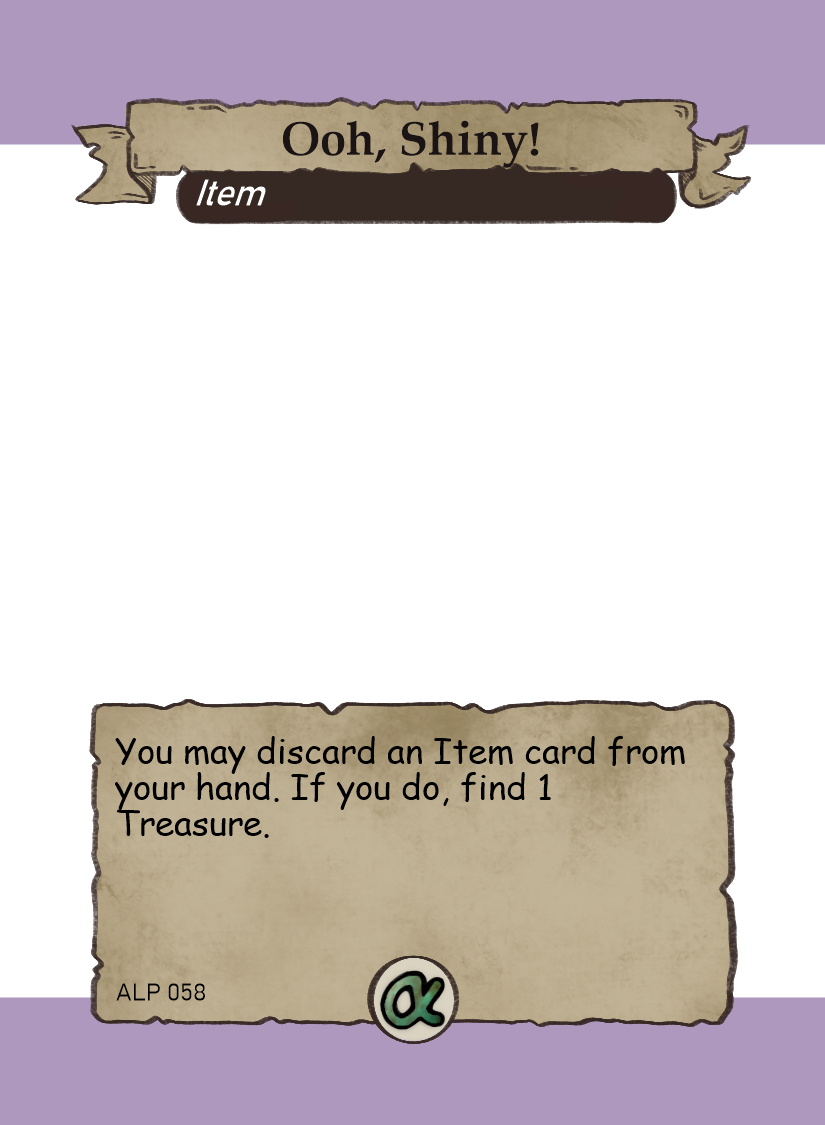 Ooh, Shiny!
Item
You may discard an Item card from
your hand. If you do, find 1
Treasure.
ALP 058
α